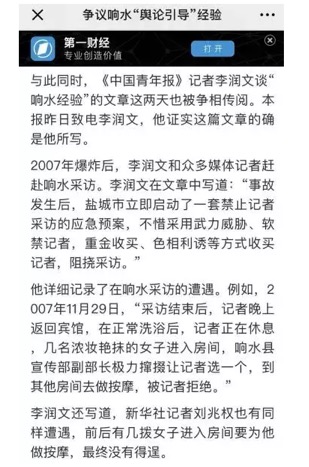 争议响水“舆论引导”经验
第一财经
专业创造价值
打开
与此同时，《中国青年报》记者李润文谈“
响水经验”的文章这两天也被争相传阅。本
报昨日致电李润文，他证实这篇文章的确
是他所写。
2007年爆炸后，李润文和众多媒体记者赶
赴响水采访。李润文在文章中写道：“事故
发生后，盐城市立即启动了一套禁止记者
采访的应急预案，不惜采用武力威胁、软
禁记者，重金收买、色相利诱等方式收买
记者，阻挠采访。”
他详细记录了在响水采访的遭遇。例如，2
007年11月29日，“采访结束后，记者晚上
返回宾馆，在正常洗浴后，记者正在休息
，几名浓妆艳抹的女子进入房间，响水县
宣传部副部长极力撺掇让记者选一个，到
其他房间去做按摩，被记者拒绝。”
李润文还写道，新华社记者刘兆权也有同
样遭遇，前后有几拨女子进入房间要为他
做按摩，最终没有得逞。